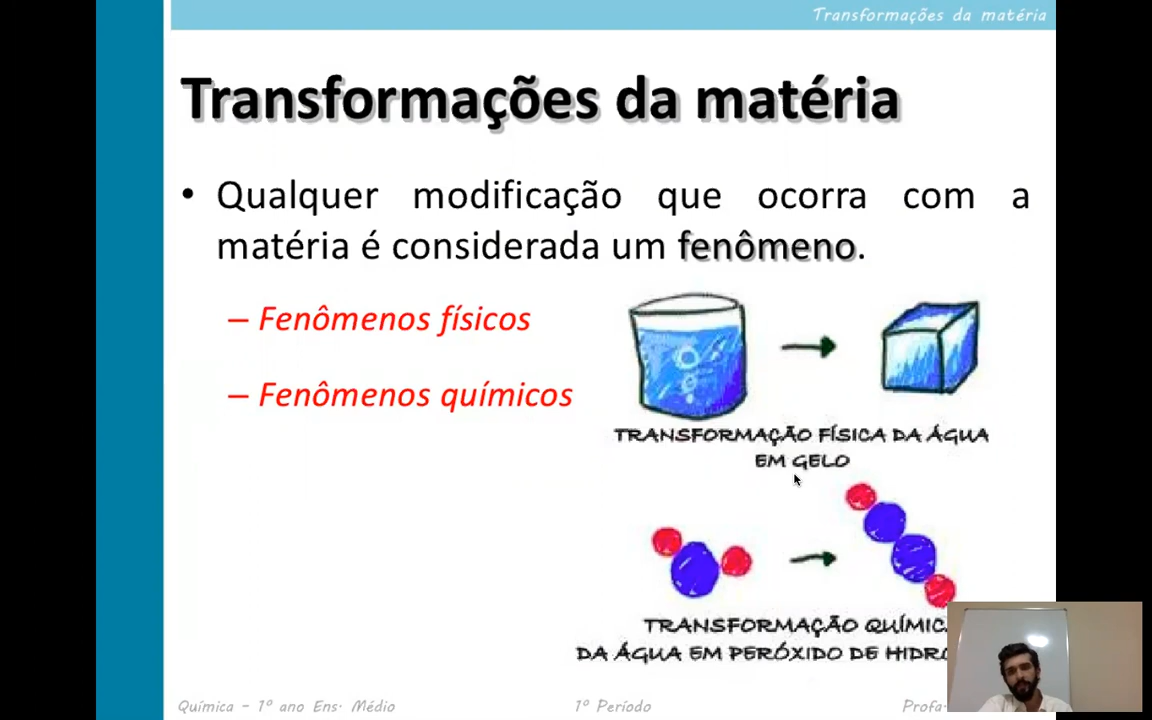 Transformações da matéria
Transformações da matéria
• Qualquer modificação que ocorra com a
matéria é considerada um fenômeno.
– Fenômenos físicos
– Fenômenos químicos
TRANSFORMAÇÃO FÍSICA DA ÁGUA
EM GELO
TRANSFORMAÇÃO QUÍMIC
DA ÁGUA EM PERÓXIDO DE HIDRO
Química – 1º ano Ens. Médio
1º Período
Profa.